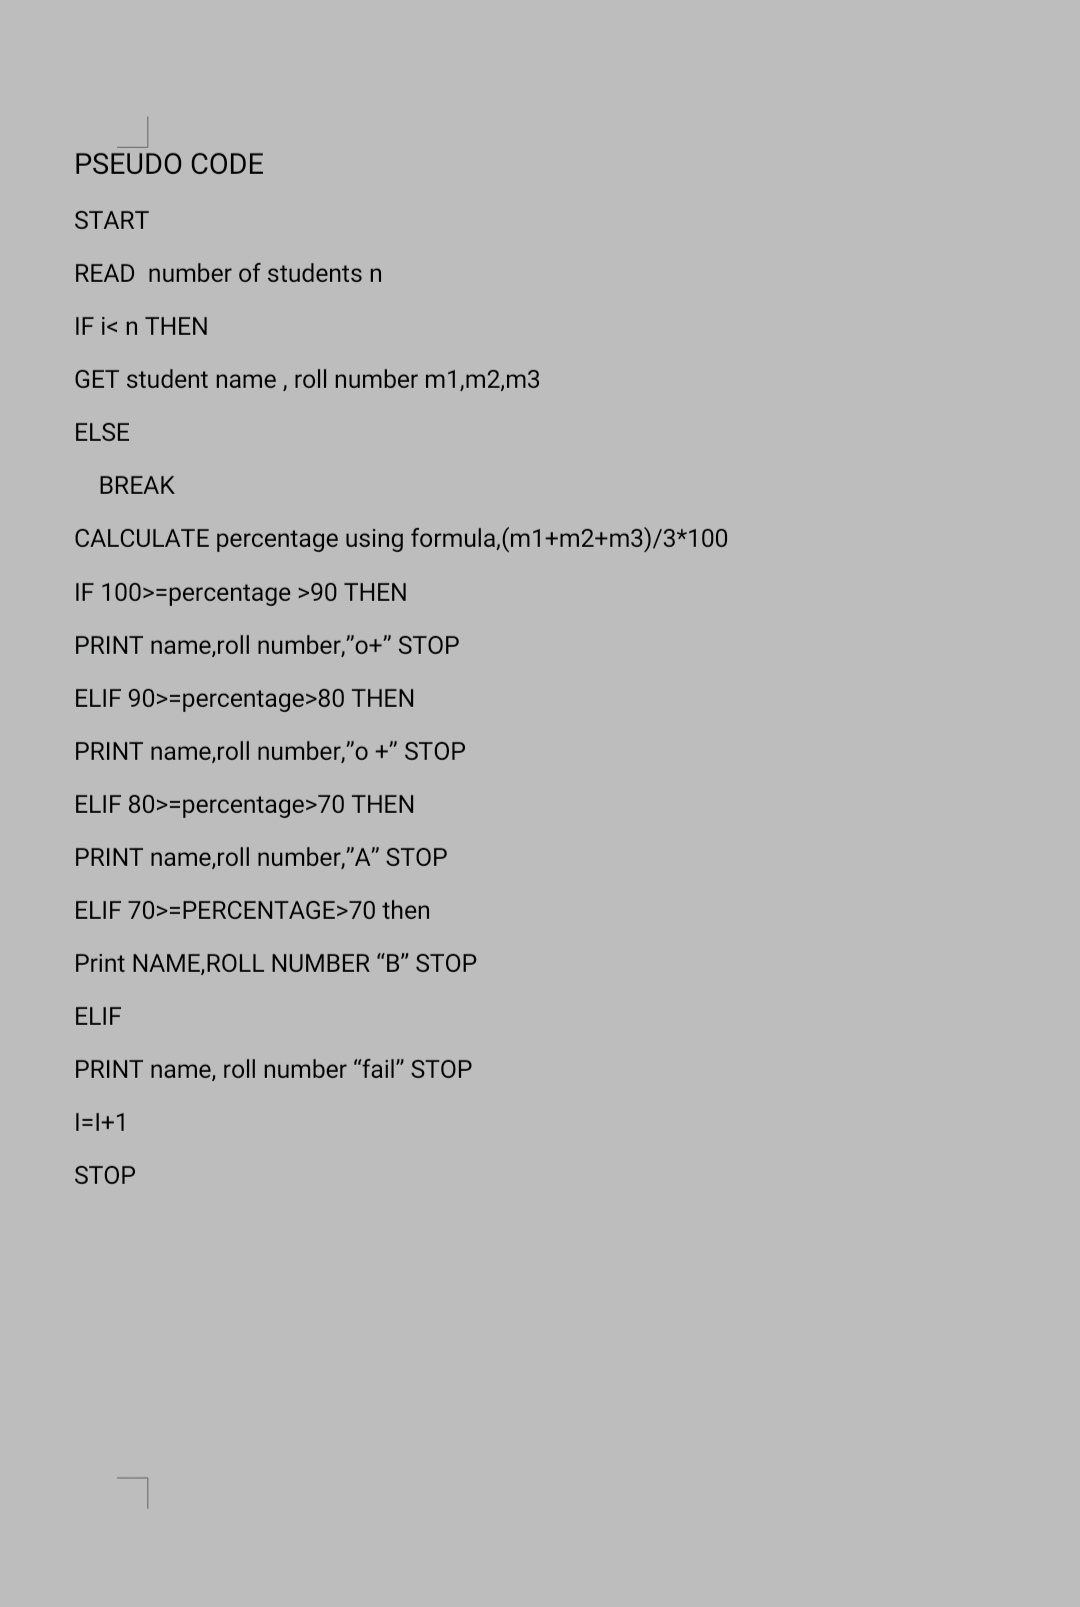 PSEUDO CODE
START
READ  number of students n
IF i< n THEN
GET student name , roll number m1,m2,m3
ELSE
    BREAK
CALCULATE percentage using formula,(m1+m2+m3)/3*100
IF 100>=percentage >90 THEN
PRINT name,roll number,”o+” STOP
ELIF 90>=percentage>80 THEN
PRINT name,roll number,”o +” STOP
ELIF 80>=percentage>70 THEN
PRINT name,roll number,”A” STOP
ELIF 70>=PERCENTAGE>70 then
Print NAME,ROLL NUMBER “B” STOP
ELIF
PRINT name, roll number “fail” STOP
I=I+1
STOP